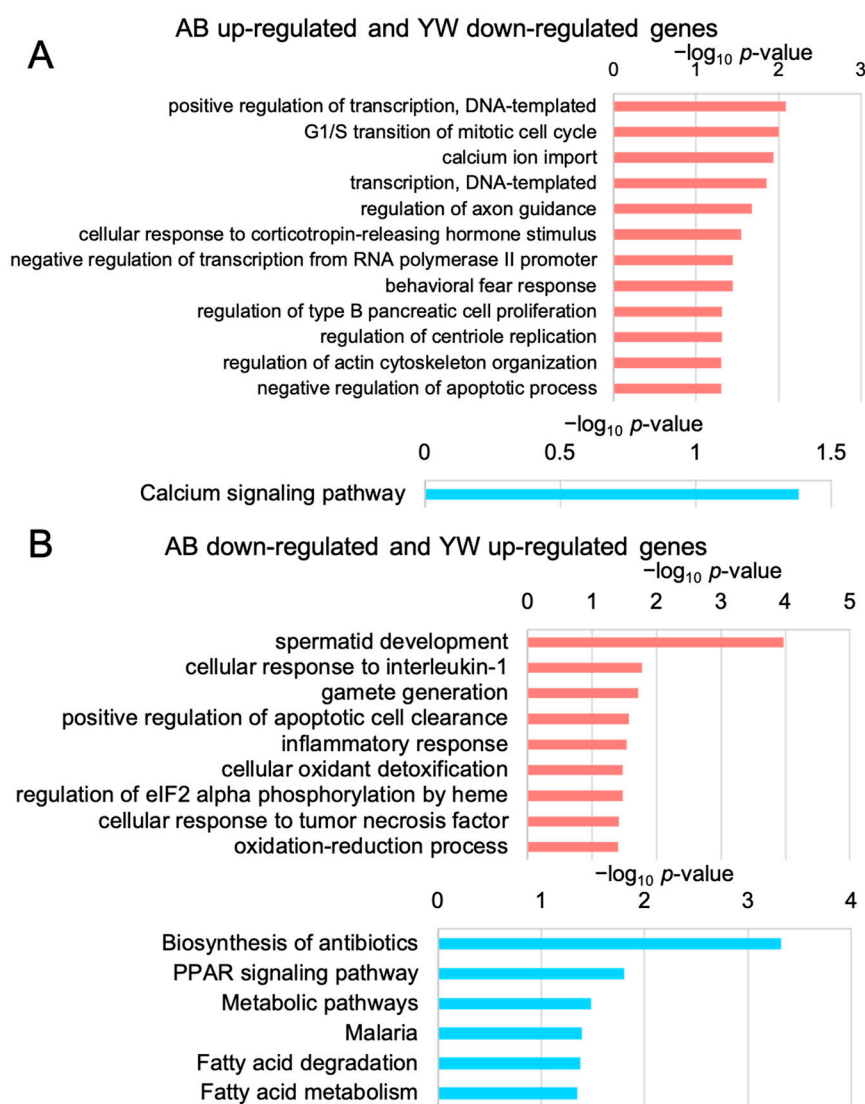 AB up-regulated and YW down-regulated genes
A
−log₁₀ p-value
0 1 2 3
positive regulation of transcription, DNA-templated
G1/S transition of mitotic cell cycle
calcium ion import
transcription, DNA-templated
regulation of axon guidance
cellular response to corticotropin-releasing hormone stimulus
negative regulation of transcription from RNA polymerase II promoter
behavioral fear response
regulation of type B pancreatic cell proliferation
regulation of centriole replication
regulation of actin cytoskeleton organization
negative regulation of apoptotic process
−log₁₀ p-value
0 0.5 1 1.5
Calcium signaling pathway
B
AB down-regulated and YW up-regulated genes
−log₁₀ p-value
0 1 2 3 4 5
spermatid development
cellular response to interleukin-1
gamete generation
positive regulation of apoptotic cell clearance
inflammatory response
cellular oxidant detoxification
regulation of eIF2 alpha phosphorylation by heme
cellular response to tumor necrosis factor
oxidation-reduction process
−log₁₀ p-value
0 1 2 3 4
Biosynthesis of antibiotics
PPAR signaling pathway
Metabolic pathways
Malaria
Fatty acid degradation
Fatty acid metabolism